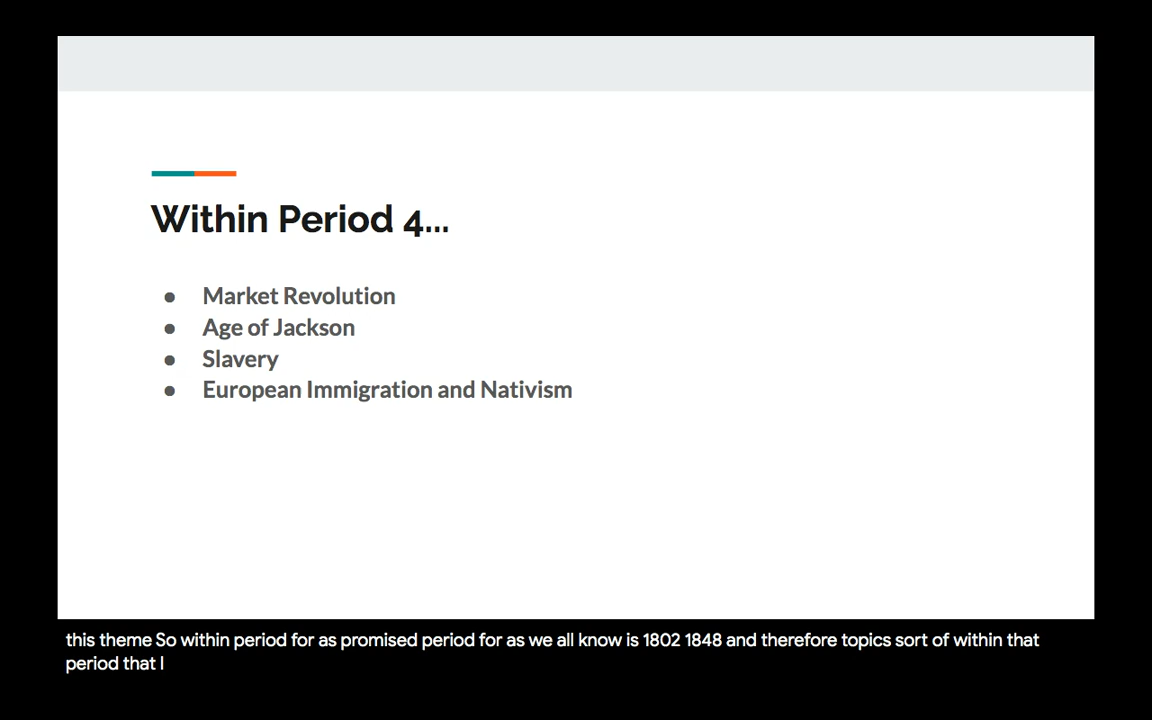 Within Period 4...
● Market Revolution
● Age of Jackson
● Slavery
● European Immigration and Nativism
this theme So within period for as promised period for as we all know is 1802 1848 and therefore topics sort of within that
period that I